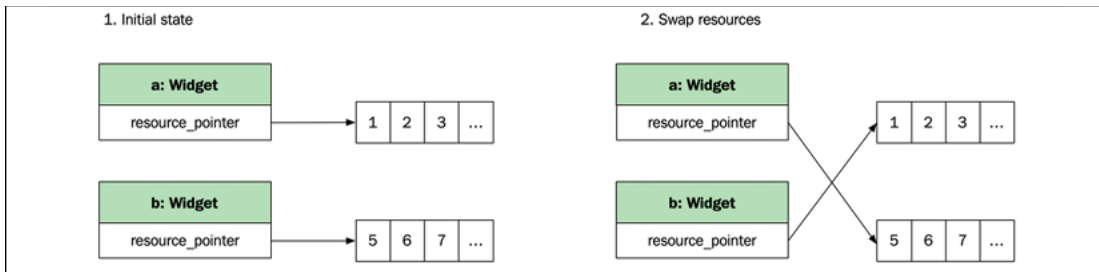 1. Initial state
a: Widget
resource_pointer
1 2 3 ...
b: Widget
resource_pointer
5 6 7 ...
2. Swap resources
a: Widget
resource_pointer
1 2 3 ...
b: Widget
resource_pointer
5 6 7 ...